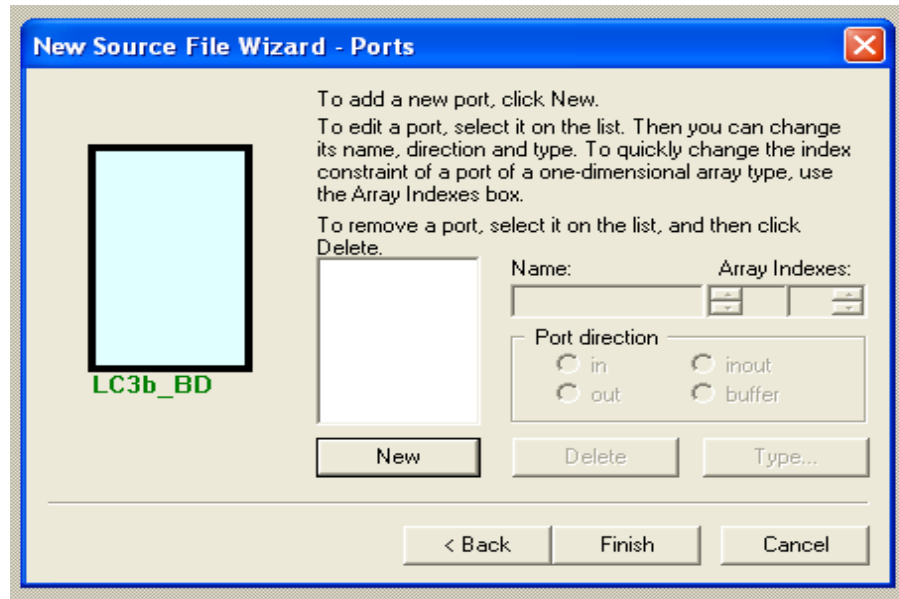 New Source File Wizard - Ports
To add a new port, click New.
To edit a port, select it on the list. Then you can change
its name, direction and type. To quickly change the index
constraint of a port of a one-dimensional array type, use
the Array Indexes box.
To remove a port, select it on the list, and then click
Delete.
LC3b_BD
Name: Array Indexes:
Port direction
in inout
out buffer
New Delete Type...
< Back Finish Cancel